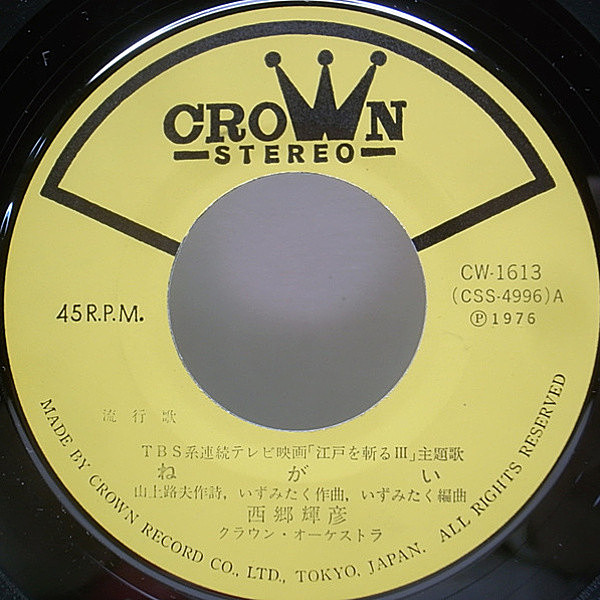 CROWN
STEREO
45 R.P.M.
CW-1613
(CSS-4996)A
Ⓟ1976
流行歌
TBS系連続テレビ映画「江戸を斬るⅢ」主題歌
ねがい
山上路夫作詩, いずみたく作曲, いずみたく編曲
西郷輝彦
クラウン・オーケストラ
MADE BY CROWN RECORD CO., LTD., TOKYO, JAPAN. ALL RIGHTS RESERVED